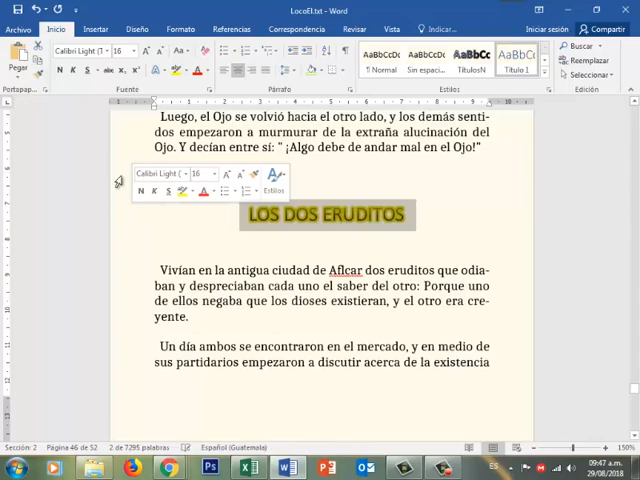 LocoEl.txt - Word
Iniciar sesión
Compartir
Archivo Inicio Insertar Diseño Formato Referencias Correspondencia Revisar Vista Indicar...
Pegar
Calibri Light (T 16
N K S abc x₂ x²
AaBbCcDc AaBbCcDc AaBbCc AaBbCc
¶ Normal Sin espaci... TítulosN Título 1
Buscar
Reemplazar
Seleccionar
Portapap... Fuente Párrafo Estilos Edición
Luego, el Ojo se volvió hacia el otro lado, y los demás senti-
dos empezaron a murmurar de la extraña alucinación del
Ojo. Y decían entre sí: " ¡Algo debe de andar mal en el Ojo!"
Calibri Light ( 16
N K S Estilos
LOS DOS ERUDITOS
Vivían en la antigua ciudad de Aflcar dos eruditos que odia-
ban y despreciaban cada uno el saber del otro: Porque uno
de ellos negaba que los dioses existieran, y el otro era cre-
yente.
Un día ambos se encontraron en el mercado, y en medio de
sus partidarios empezaron a discutir acerca de la existencia
Sección: 2 Página 46 de 52 2 de 7295 palabras Español (Guatemala) 150%
ES 09:47 a.m.
29/08/2018